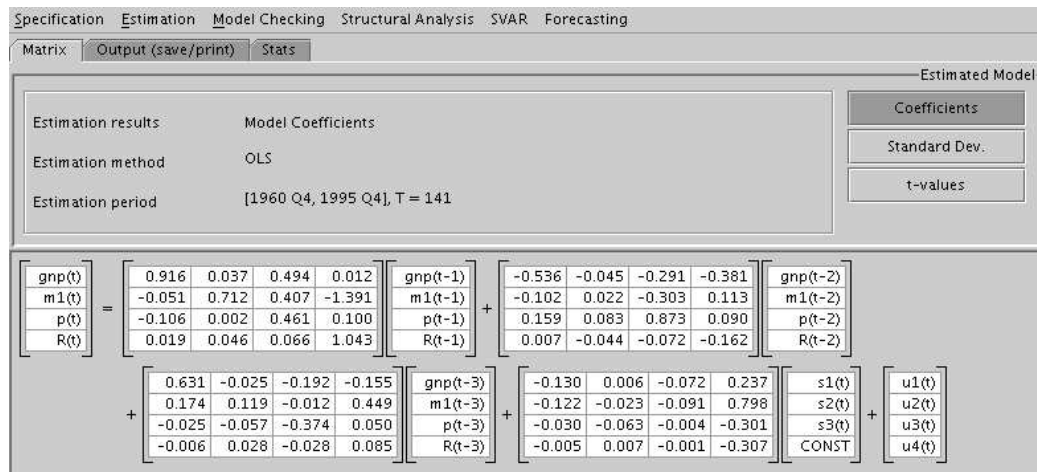 Specification Estimation Model Checking Structural Analysis SVAR Forecasting
Matrix Output (save/print) Stats
Estimated Model
Estimation results Model Coefficients
Estimation method OLS
Estimation period [1960 Q4, 1995 Q4], T = 141
Coefficients
Standard Dev.
t-values
gnp(t) 0.916 0.037 0.494 0.012 gnp(t-1) -0.536 -0.045 -0.291 -0.381 gnp(t-2)
m1(t) = -0.051 0.712 0.407 -1.391 m1(t-1) + -0.102 0.022 -0.303 0.113 m1(t-2)
p(t) -0.106 0.002 0.461 0.100 p(t-1) 0.159 0.083 0.873 0.090 p(t-2)
R(t) 0.019 0.046 0.066 1.043 R(t-1) 0.007 -0.044 -0.072 -0.162 R(t-2)
0.631 -0.025 -0.192 -0.155 gnp(t-3) -0.130 0.006 -0.072 0.237 s1(t) u1(t)
+ 0.174 0.119 -0.012 0.449 m1(t-3) + -0.122 -0.023 -0.091 0.798 s2(t) + u2(t)
-0.025 -0.057 -0.374 0.050 p(t-3) -0.030 -0.063 -0.004 -0.301 s3(t) u3(t)
-0.006 0.028 -0.028 0.085 R(t-3) -0.005 0.007 -0.001 -0.307 CONST u4(t)